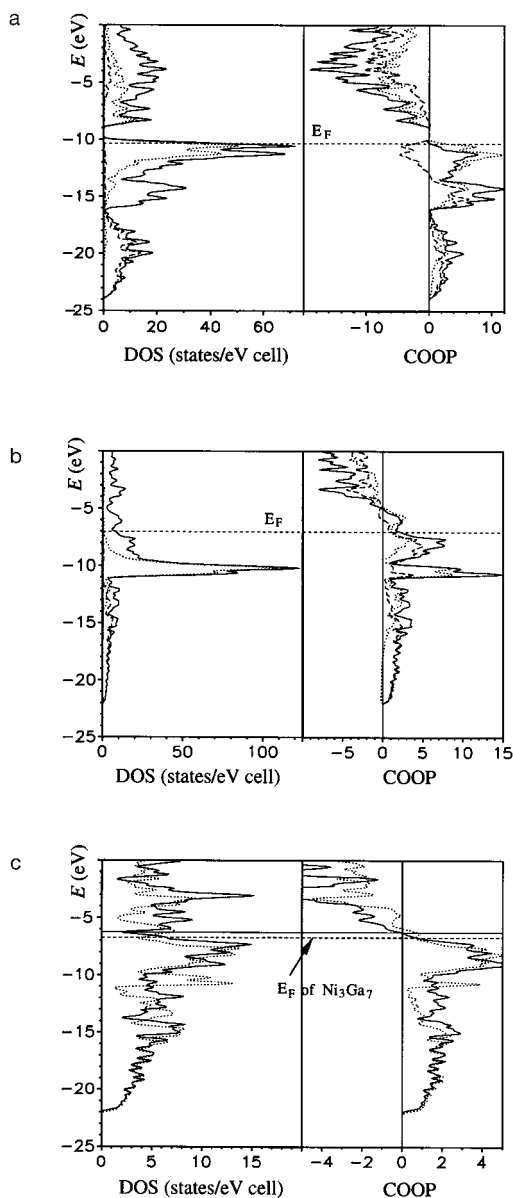 a
E (eV)
−5
−10
−15
−20
−25
E_F
0 20 40 60
−10 0 10
DOS (states/eV cell)
COOP
b
E (eV)
−5
−10
−15
−20
−25
E_F
0 50 100
−5 0 5 10 15
DOS (states/eV cell)
COOP
c
E (eV)
−5
−10
−15
−20
−25
E_F of Ni₃Ga₇
0 5 10 15
−4 −2 0 2 4
DOS (states/eV cell)
COOP